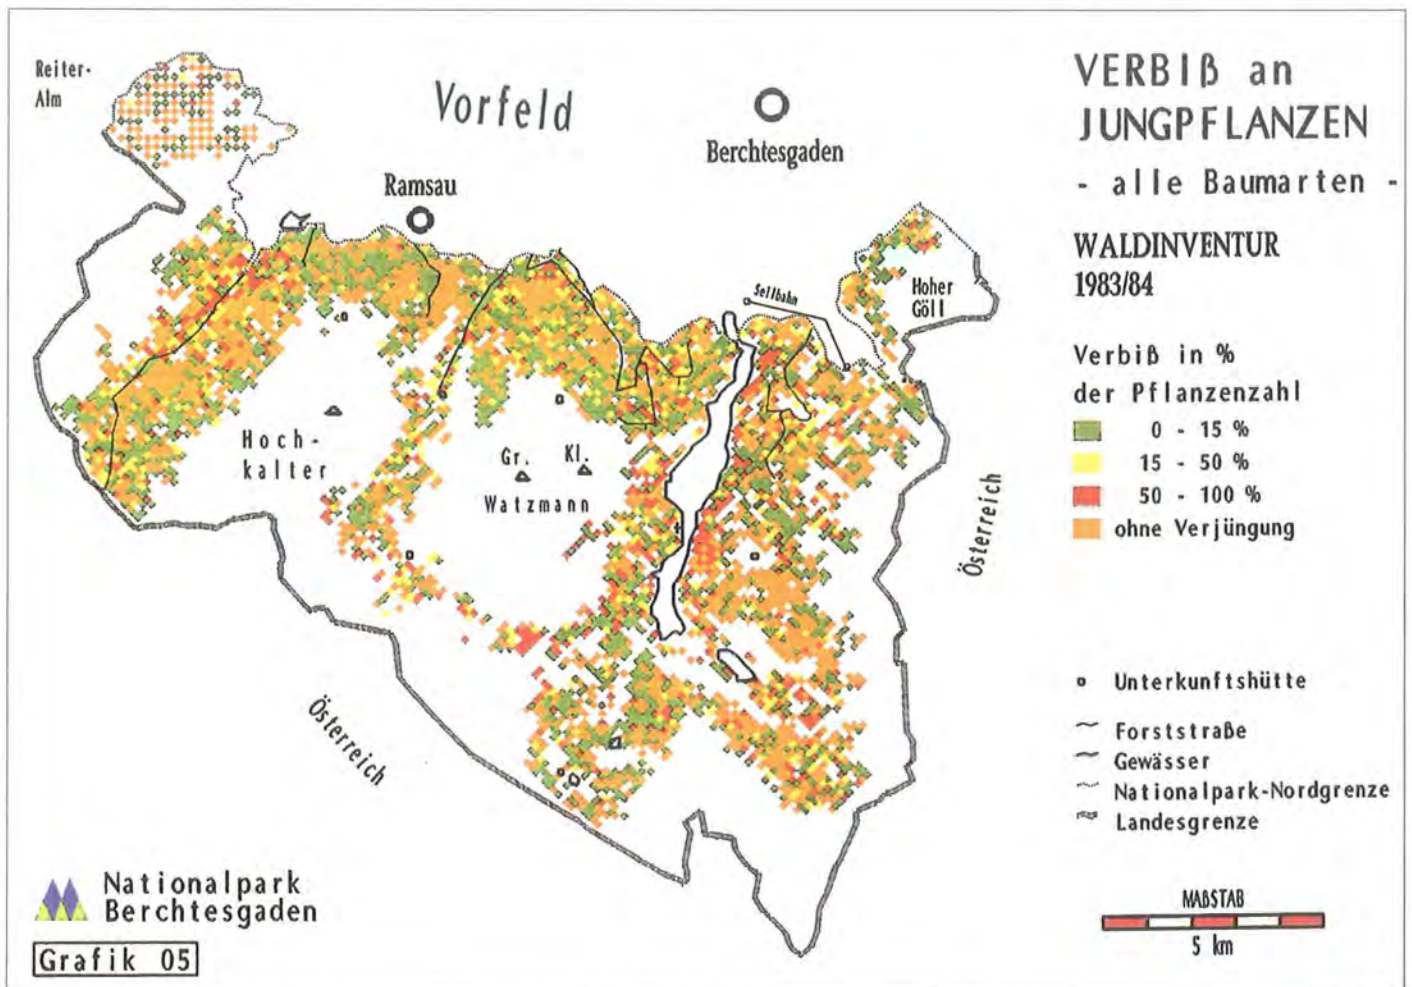 Reiter-
Alm
Vorfeld
Berchtesgaden
Ramsau
Seilbahn
Hoher
Göll
Hoch-
kalter
Gr. Kl.
Watzmann
Österreich
Österreich
VERBIß an
JUNGPFLANZEN
- alle Baumarten -
WALDINVENTUR
1983/84
Verbiß in %
der Pflanzenzahl
0 - 15 %
15 - 50 %
50 - 100 %
ohne Verjüngung
Unterkunftshütte
Forststraße
Gewässer
Nationalpark-Nordgrenze
Landesgrenze
MAßSTAB
5 km
Nationalpark
Berchtesgaden
Grafik 05